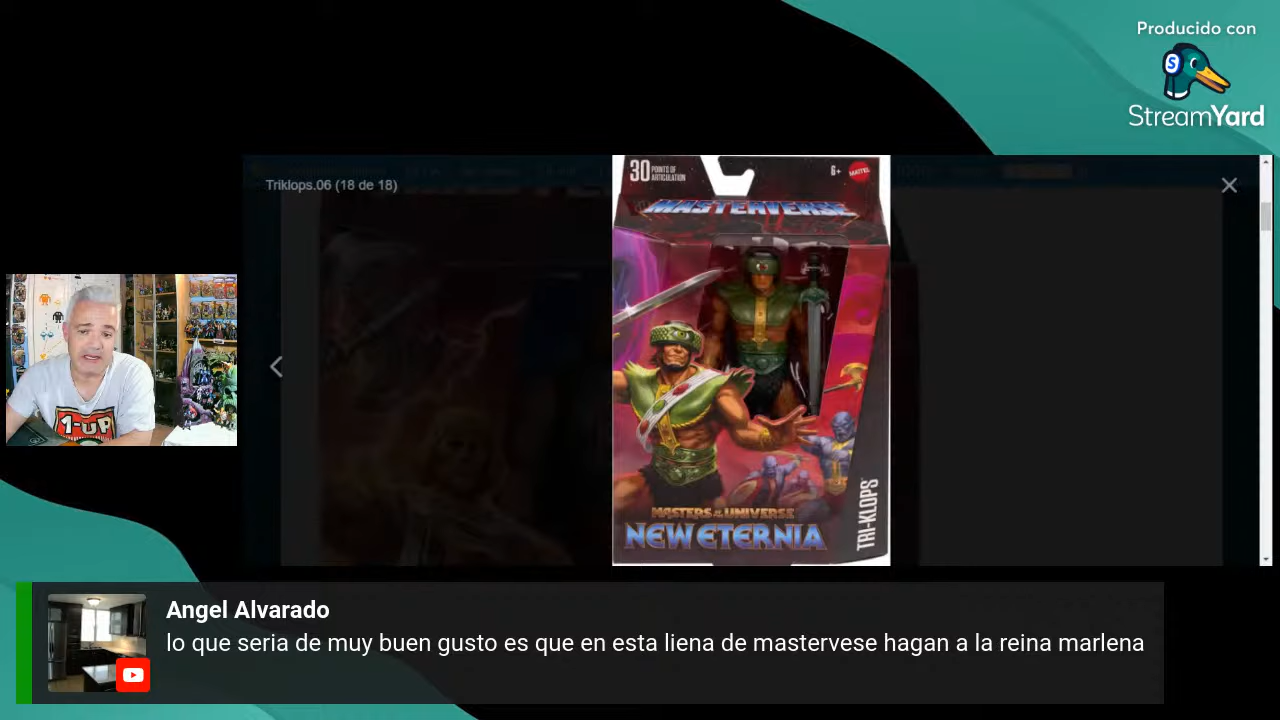 Producido con
StreamYard
Triklops.06 (18 de 18)
30 POINTS OF
ARTICULATION
6+
MATTEL
MASTERVERSE
1-UP
TRI-KLOPS
MASTERS OF THE UNIVERSE
NEW ETERNIA
Angel Alvarado
lo que seria de muy buen gusto es que en esta liena de mastervese hagan a la reina marlena